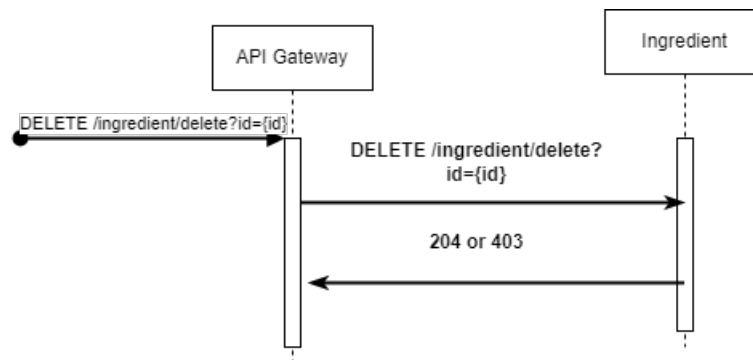 Ingredient
API Gateway
DELETE /ingredient/delete?id={id}
DELETE /ingredient/delete?
id={id}
204 or 403